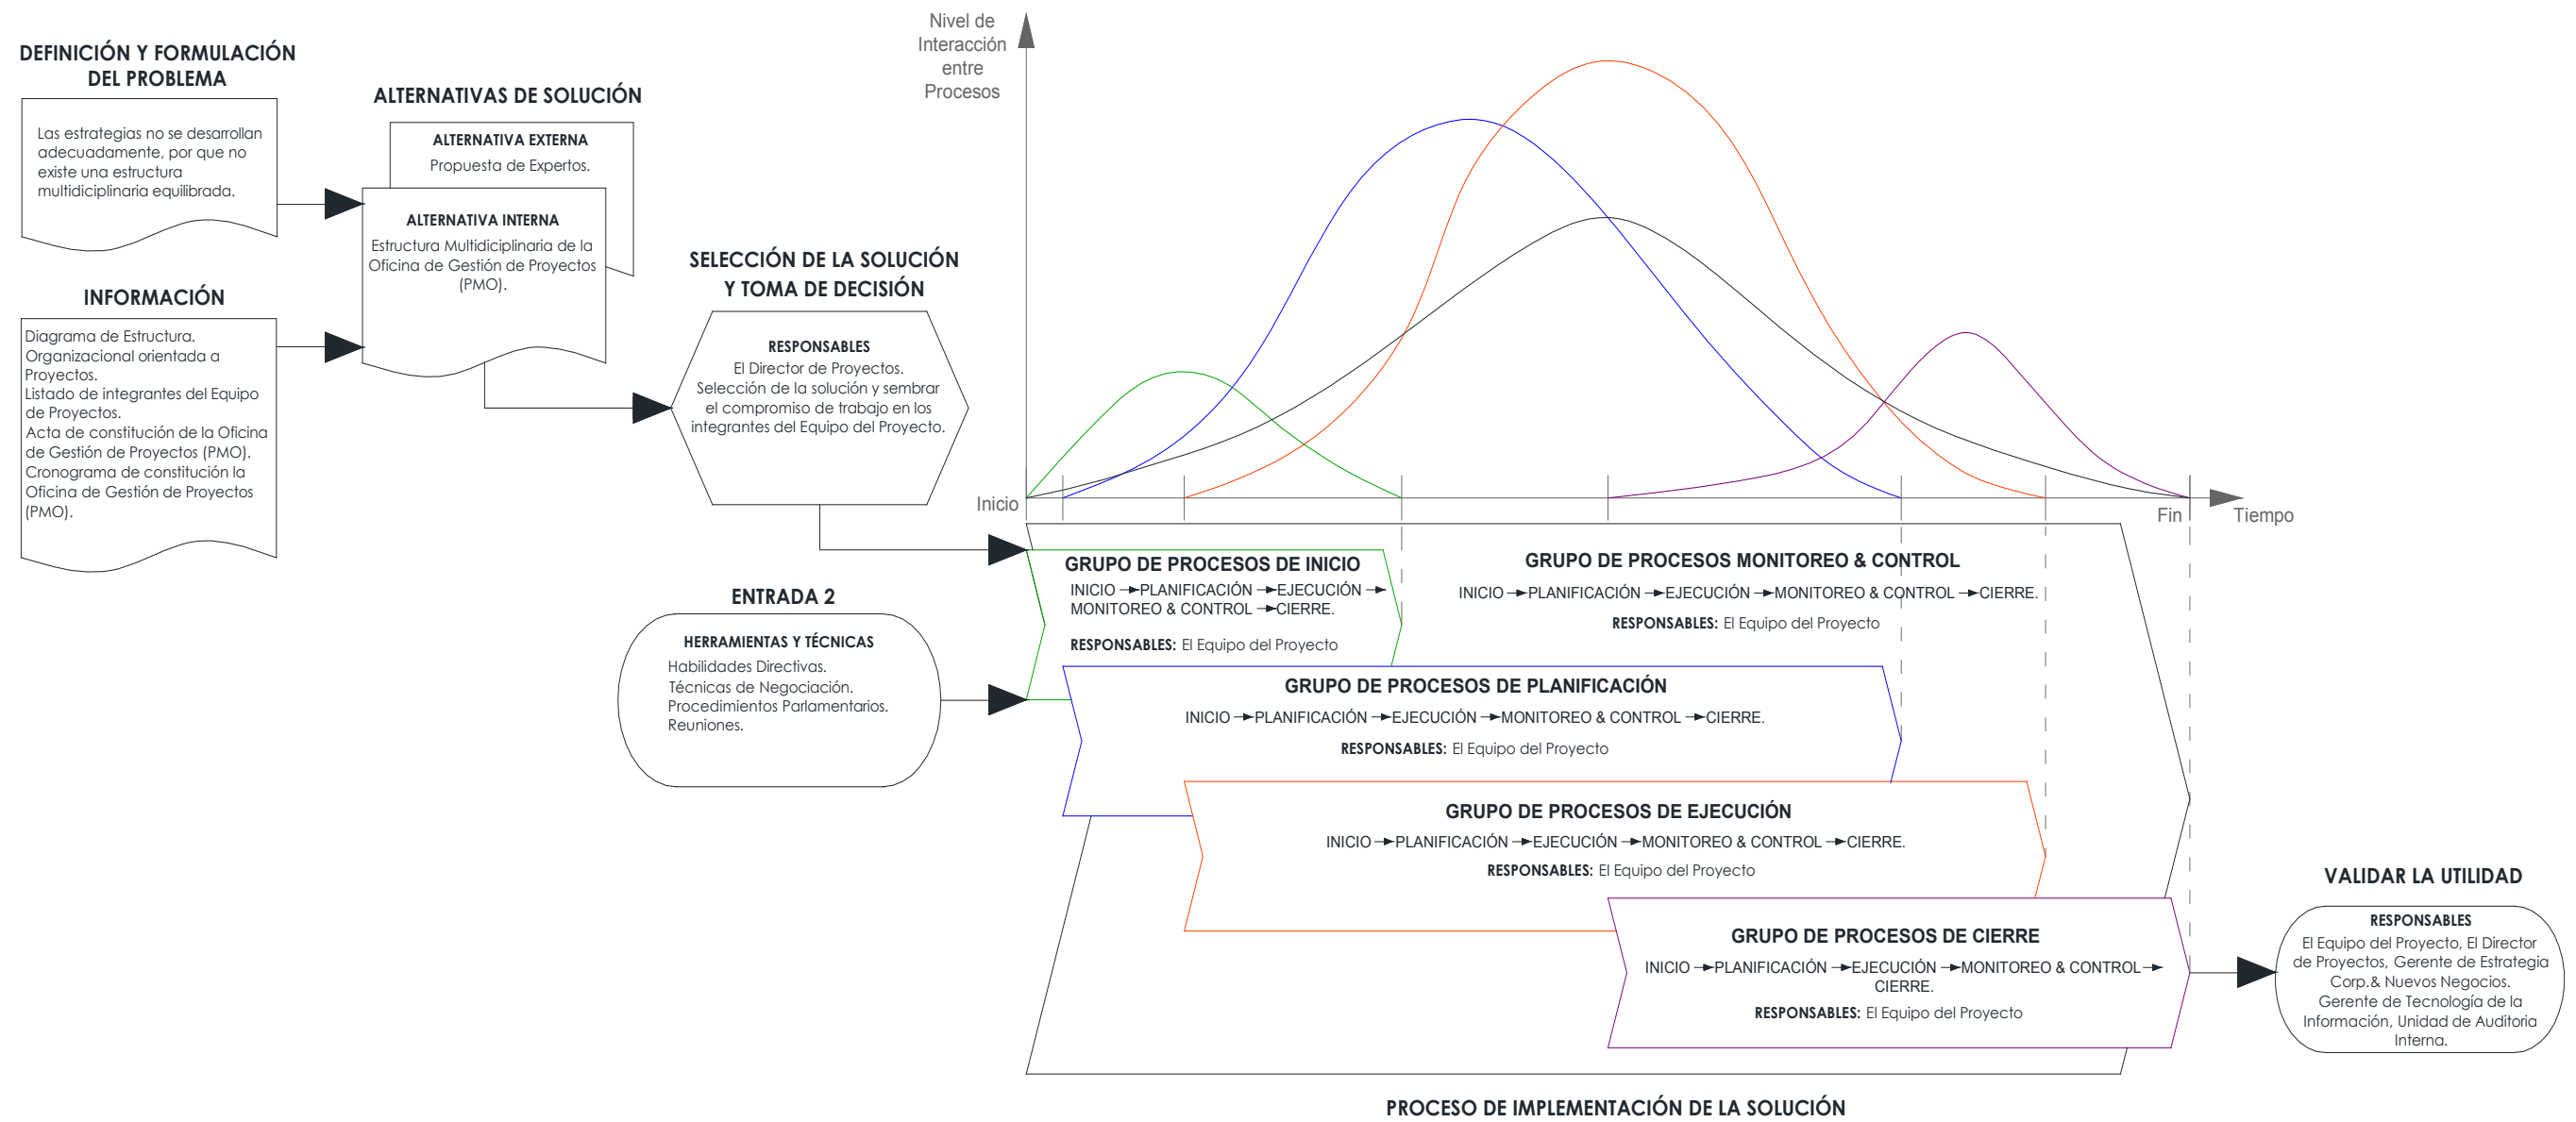 DEFINICIÓN Y FORMULACIÓN
DEL PROBLEMA
Las estrategias no se desarrollan
adecuadamente, por que no
existe una estructura
multidiciplinaria equilibrada.
INFORMACIÓN
Diagrama de Estructura.
Organizacional orientada a
Proyectos.
Listado de integrantes del Equipo
de Proyectos.
Acta de constitución de la Oficina
de Gestión de Proyectos (PMO).
Cronograma de constitución la
Oficina de Gestión de Proyectos
(PMO).
ALTERNATIVAS DE SOLUCIÓN
ALTERNATIVA EXTERNA
Propuesta de Expertos.
ALTERNATIVA INTERNA
Estructura Multidiciplinaria de la
Oficina de Gestión de Proyectos
(PMO).
SELECCIÓN DE LA SOLUCIÓN
Y TOMA DE DECISIÓN
RESPONSABLES
El Director de Proyectos.
Selección de la solución y sembrar
el compromiso de trabajo en los
integrantes del Equipo del Proyecto.
ENTRADA 2
HERRAMIENTAS Y TÉCNICAS
Habilidades Directivas.
Técnicas de Negociación.
Procedimientos Parlamentarios.
Reuniones.
Nivel de
Interacción
entre
Procesos
Inicio
Fin
Tiempo
GRUPO DE PROCESOS DE INICIO
INICIO PLANIFICACIÓN EJECUCIÓN
MONITOREO & CONTROL CIERRE.
RESPONSABLES: El Equipo del Proyecto
GRUPO DE PROCESOS MONITOREO & CONTROL
INICIO PLANIFICACIÓN EJECUCIÓN MONITOREO & CONTROL CIERRE.
RESPONSABLES: El Equipo del Proyecto
GRUPO DE PROCESOS DE PLANIFICACIÓN
INICIO PLANIFICACIÓN EJECUCIÓN MONITOREO & CONTROL CIERRE.
RESPONSABLES: El Equipo del Proyecto
GRUPO DE PROCESOS DE EJECUCIÓN
INICIO PLANIFICACIÓN EJECUCIÓN MONITOREO & CONTROL CIERRE.
RESPONSABLES: El Equipo del Proyecto
GRUPO DE PROCESOS DE CIERRE
INICIO PLANIFICACIÓN EJECUCIÓN MONITOREO & CONTROL
CIERRE.
RESPONSABLES: El Equipo del Proyecto
VALIDAR LA UTILIDAD
RESPONSABLES
El Equipo del Proyecto, El Director
de Proyectos, Gerente de Estrategia
Corp.& Nuevos Negocios.
Gerente de Tecnología de la
Información, Unidad de Auditoria
Interna.
PROCESO DE IMPLEMENTACIÓN DE LA SOLUCIÓN